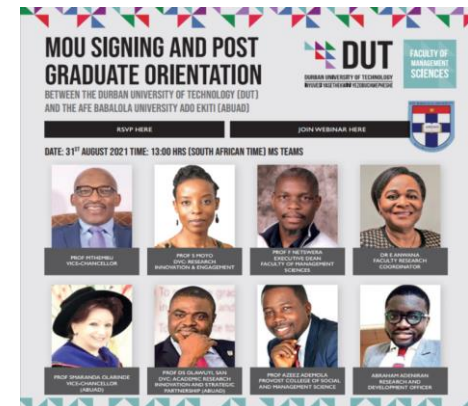 MOU SIGNING AND POST
GRADUATE ORIENTATION
BETWEEN THE DURBAN UNIVERSITY OF TECHNOLOGY (DUT)
AND THE AFE BABALOLA UNIVERSITY ADO EKITI (ABUAD)
DUT
DURBAN UNIVERSITY OF TECHNOLOGY
INYUVESI YASETHEKWINI YEZOBUCHWEPHESHE
FACULTY OF
MANAGEMENT
SCIENCES
RSVP HERE
JOIN WEBINAR HERE
DATE: 31ST AUGUST 2021 TIME: 13:00 HRS (SOUTH AFRICAN TIME) MS TEAMS
PROF MTHEMBU
VICE-CHANCELLOR
PROF S MOYO
DVC: RESEARCH
INNOVATION & ENGAGEMENT
PROF F NETSWERA
EXECUTIVE DEAN
FACULTY OF MANAGEMENT
SCIENCES
DR E ANWANA
FACULTY RESEARCH
COORDINATOR
PROF SMARANDA OLARINDE
VICE-CHANCELLOR
(ABUAD)
PROF DS OLAWUYI, SAN
DVC, ACADEMIC RESEARCH
INNOVATION AND STRATEGIC
PARTNERSHIP (ABUAD)
PROF AZEEZ ADEMOLA
PROVOST COLLEGE OF SOCIAL
AND MANAGEMENT SCIENCE
ABRAHAM ADENIRAN
RESEARCH AND
DEVELOPMENT OFFICER